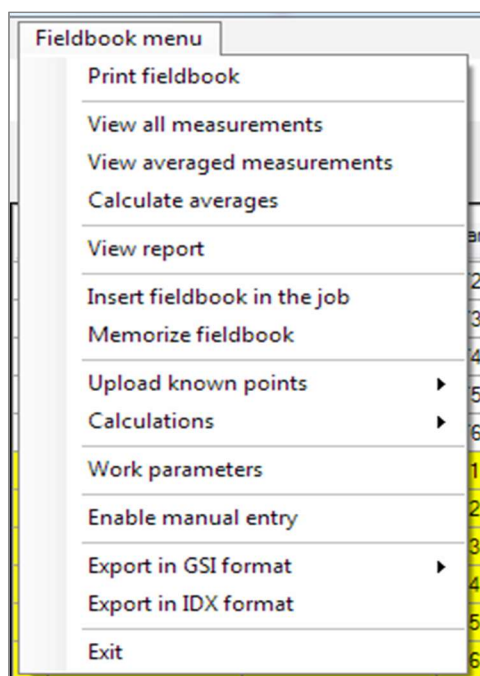 Fieldbook menu
Print fieldbook
View all measurements
View averaged measurements
Calculate averages
View report
Insert fieldbook in the job
Memorize fieldbook
Upload known points
Calculations
Work parameters
Enable manual entry
Export in GSI format
Export in IDX format
Exit